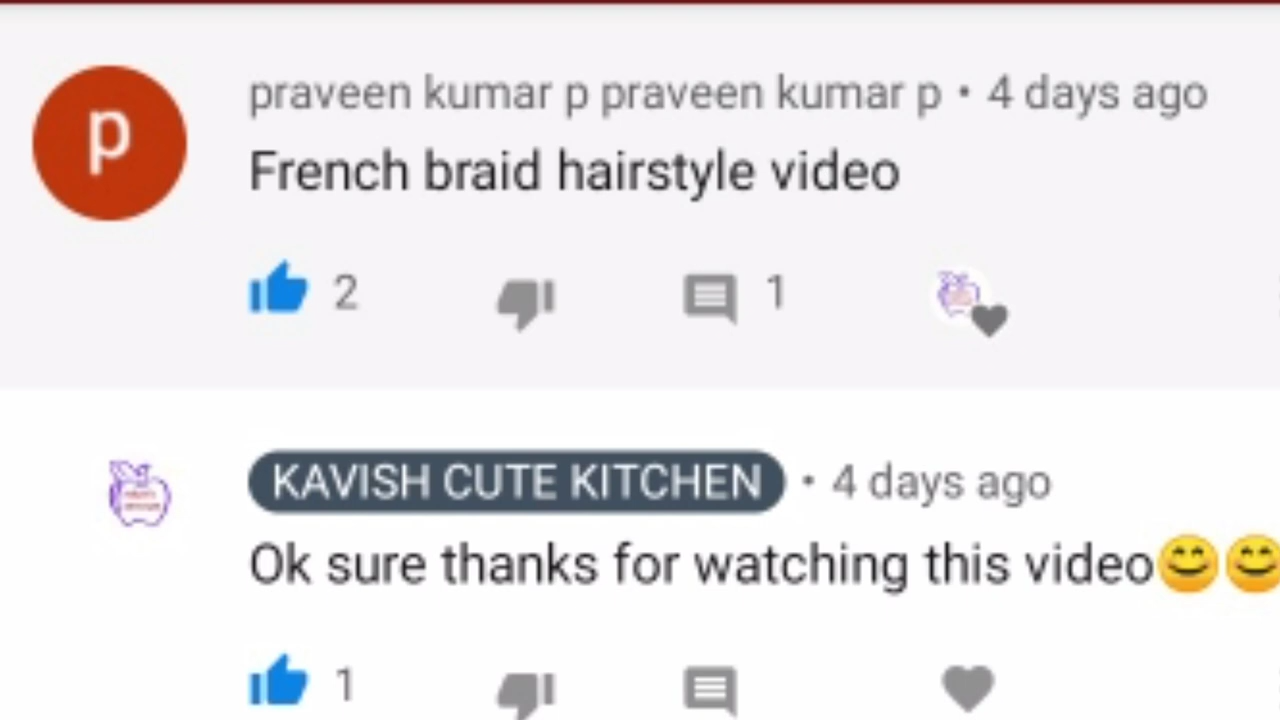 p
praveen kumar p praveen kumar p • 4 days ago
French braid hairstyle video
2
1
KAVISH CUTE KITCHEN • 4 days ago
Ok sure thanks for watching this video😊😊
1